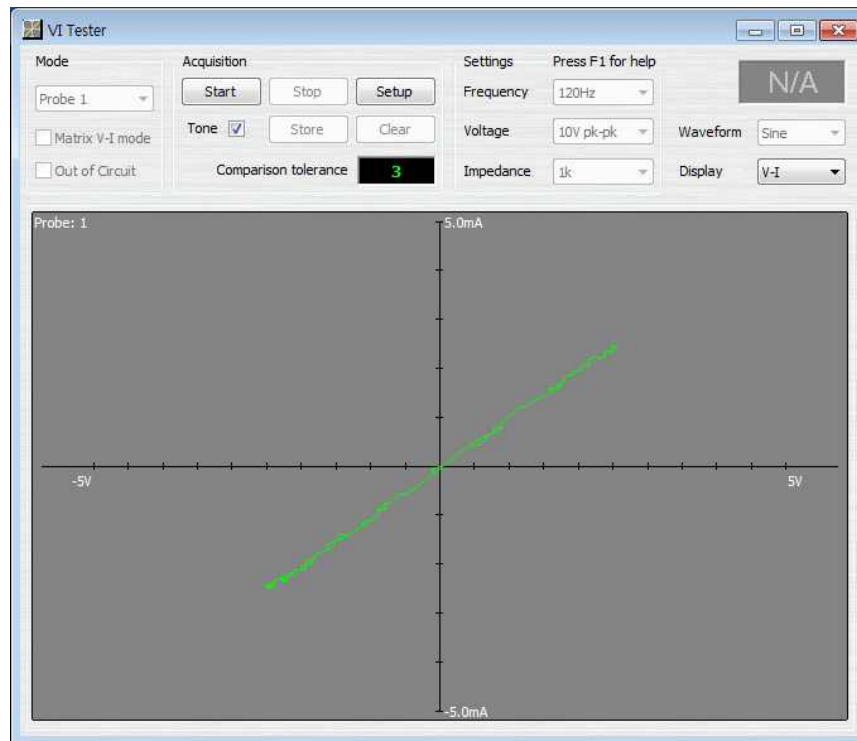 VI Tester
Mode
Acquisition
Settings Press F1 for help
N/A
Probe 1
Start Stop Setup
Frequency 120Hz
Matrix V-I mode
Tone Store Clear
Voltage 10V pk-pk
Waveform Sine
Out of Circuit
Comparison tolerance 3
Impedance 1k
Display V-I
Probe: 1
5.0mA
-5V
5V
-5.0mA